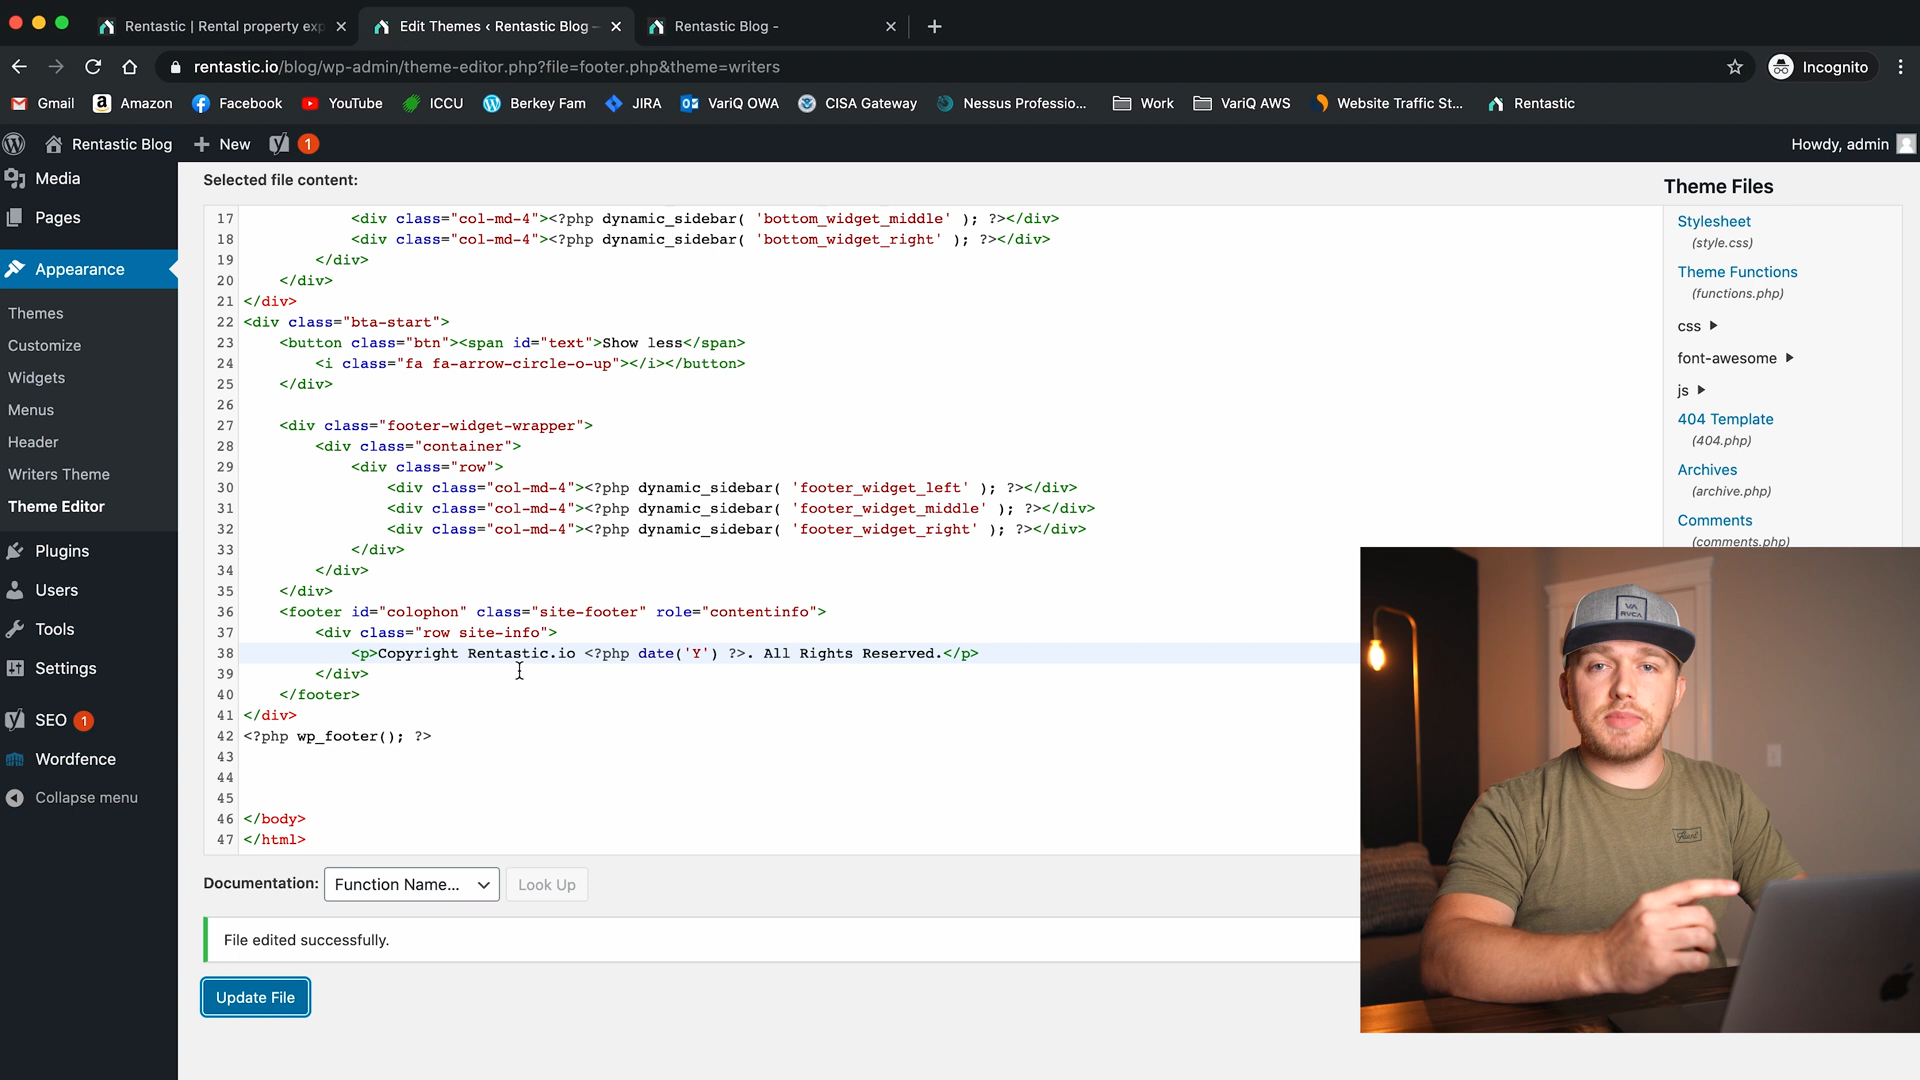 Rentastic | Rental property exp
Edit Themes ‹ Rentastic Blog –
Rentastic Blog -
rentastic.io/blog/wp-admin/theme-editor.php?file=footer.php&theme=writers
Incognito
Gmail
Amazon
Facebook
YouTube
ICCU
Berkey Fam
JIRA
VariQ OWA
CISA Gateway
Nessus Professio...
Work
VariQ AWS
Website Traffic St...
Rentastic
Rentastic Blog
New
1
Howdy, admin
Media
Pages
Appearance
Themes
Customize
Widgets
Menus
Header
Writers Theme
Theme Editor
Plugins
Users
Tools
Settings
SEO 1
Wordfence
Collapse menu
Selected file content:
17 <div class="col-md-4"><?php dynamic_sidebar( 'bottom_widget_middle' ); ?></div>
18 <div class="col-md-4"><?php dynamic_sidebar( 'bottom_widget_right' ); ?></div>
19 </div>
20 </div>
21 </div>
22 <div class="bta-start">
23 <button class="btn"><span id="text">Show less</span>
24 <i class="fa fa-arrow-circle-o-up"></i></button>
25 </div>
26
27 <div class="footer-widget-wrapper">
28 <div class="container">
29 <div class="row">
30 <div class="col-md-4"><?php dynamic_sidebar( 'footer_widget_left' ); ?></div>
31 <div class="col-md-4"><?php dynamic_sidebar( 'footer_widget_middle' ); ?></div>
32 <div class="col-md-4"><?php dynamic_sidebar( 'footer_widget_right' ); ?></div>
33 </div>
34 </div>
35 </div>
36 <footer id="colophon" class="site-footer" role="contentinfo">
37 <div class="row site-info">
38 <p>Copyright Rentastic.io <?php date('Y') ?>. All Rights Reserved.</p>
39 </div>
40 </footer>
41 </div>
42 <?php wp_footer(); ?>
43
44
45
46 </body>
47 </html>
Documentation:
Function Name...
Look Up
File edited successfully.
Update File
Theme Files
Stylesheet
(style.css)
Theme Functions
(functions.php)
css
font-awesome
js
404 Template
(404.php)
Archives
(archive.php)
Comments
(comments.php)
VA
RVCA